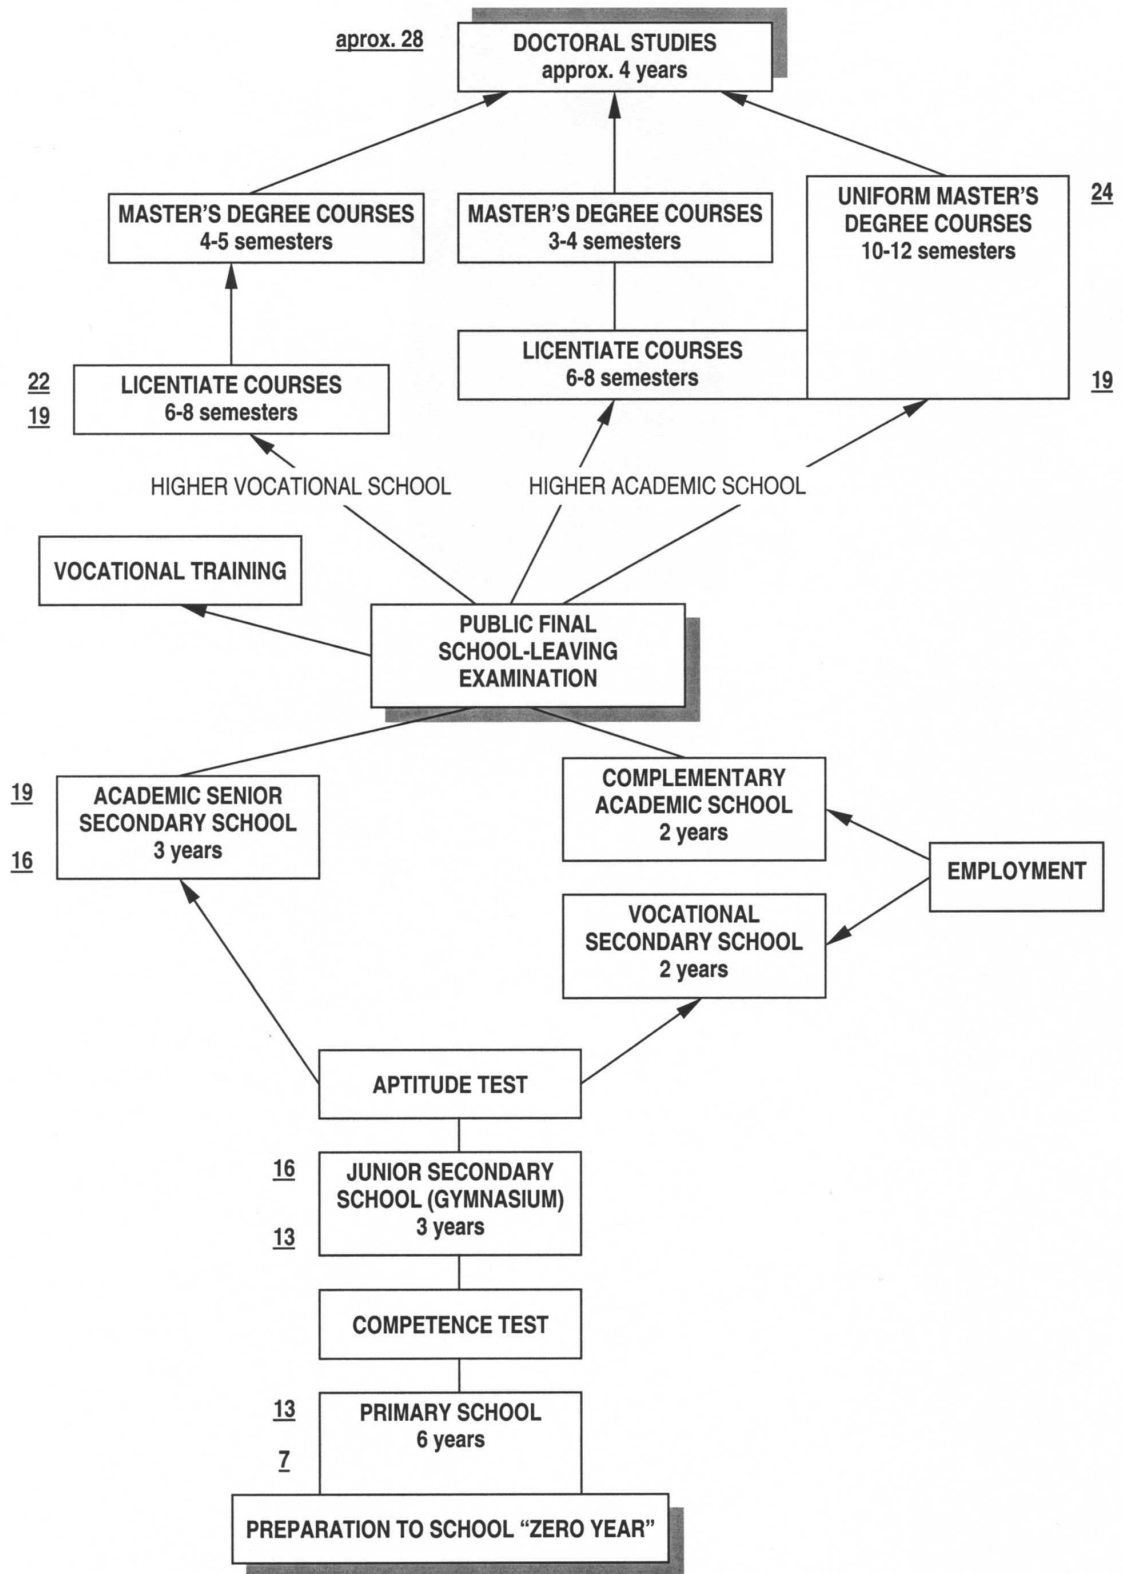 aprox. 28
DOCTORAL STUDIES
approx. 4 years
MASTER'S DEGREE COURSES
4-5 semesters
MASTER'S DEGREE COURSES
3-4 semesters
UNIFORM MASTER'S
DEGREE COURSES
10-12 semesters
24
LICENTIATE COURSES
6-8 semesters
22
19
LICENTIATE COURSES
6-8 semesters
19
HIGHER VOCATIONAL SCHOOL
HIGHER ACADEMIC SCHOOL
VOCATIONAL TRAINING
PUBLIC FINAL
SCHOOL-LEAVING
EXAMINATION
19
16
ACADEMIC SENIOR
SECONDARY SCHOOL
3 years
COMPLEMENTARY
ACADEMIC SCHOOL
2 years
EMPLOYMENT
VOCATIONAL
SECONDARY SCHOOL
2 years
APTITUDE TEST
16
13
JUNIOR SECONDARY
SCHOOL (GYMNASIUM)
3 years
COMPETENCE TEST
13
7
PRIMARY SCHOOL
6 years
PREPARATION TO SCHOOL “ZERO YEAR”